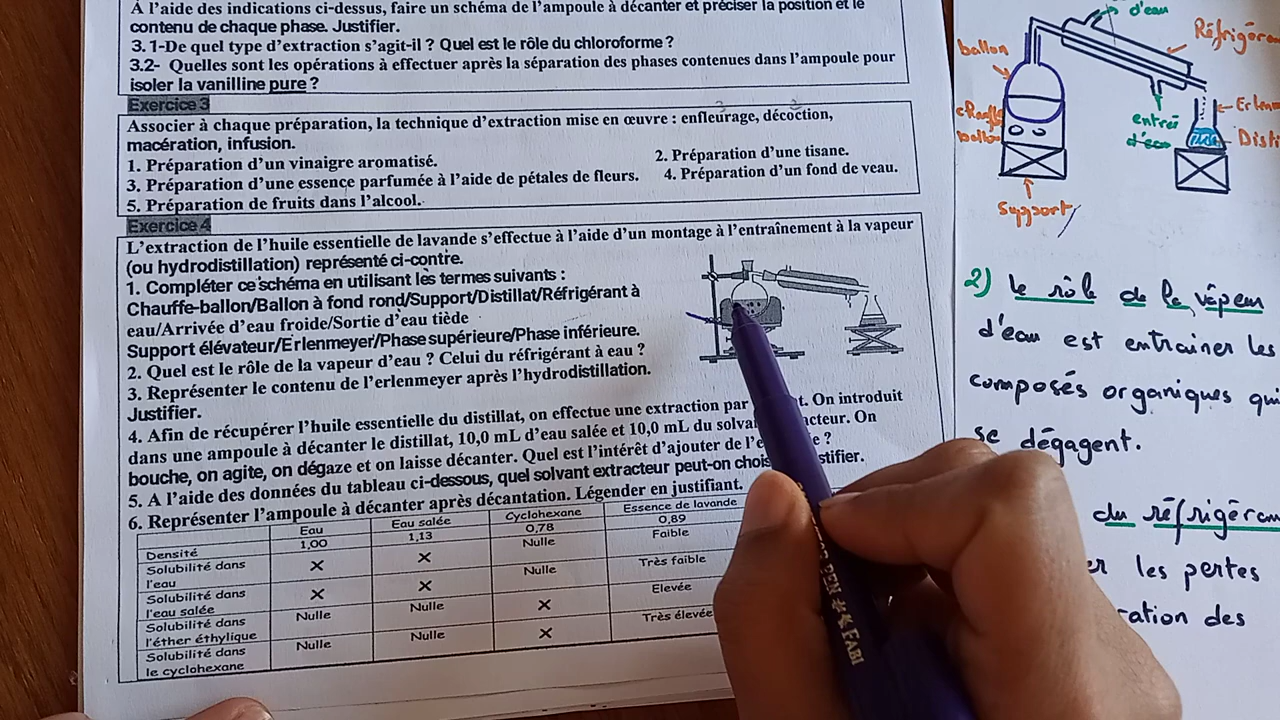 À l'aide des indications ci-dessus, faire un schéma de l'ampoule à décanter et préciser la position et le
contenu de chaque phase. Justifier.
3. 1-De quel type d'extraction s'agit-il ? Quel est le rôle du chloroforme ?
3.2- Quelles sont les opérations à effectuer après la séparation des phases contenues dans l'ampoule pour
isoler la vanilline pure ?
Exercice 3
Associer à chaque préparation, la technique d'extraction mise en œuvre : enfleurage, décoction,
macération, infusion.
1. Préparation d'un vinaigre aromatisé.
2. Préparation d'une tisane.
3. Préparation d'une essence parfumée à l'aide de pétales de fleurs.
4. Préparation d'un fond de veau.
5. Préparation de fruits dans l'alcool.
Exercice 4
L'extraction de l'huile essentielle de lavande s'effectue à l'aide d'un montage à l'entraînement à la vapeur
(ou hydrodistillation) représenté ci-contre.
1. Compléter ce schéma en utilisant les termes suivants :
Chauffe-ballon/Ballon à fond rond/Support/Distillat/Réfrigérant à
eau/Arrivée d'eau froide/Sortie d'eau tiède
Support élévateur/Erlenmeyer/Phase supérieure/Phase inférieure.
2. Quel est le rôle de la vapeur d'eau ? Celui du réfrigérant à eau ?
3. Représenter le contenu de l'erlenmeyer après l'hydrodistillation.
Justifier.
4. Afin de récupérer l'huile essentielle du distillat, on effectue une extraction par t. On introduit
dans une ampoule à décanter le distillat, 10,0 mL d'eau salée et 10,0 mL du solva cteur. On
bouche, on agite, on dégaze et on laisse décanter. Quel est l'intérêt d'ajouter de l'e e ?
5. A l'aide des données du tableau ci-dessous, quel solvant extracteur peut-on chois stifier.
6. Représenter l'ampoule à décanter après décantation. Légender en justifiant.
Eau Eau salée Cyclohexane Essence de lavande
Densité 1,00 1,13 0,78 0,89
Solubilité dans l'eau X X Nulle Faible
Solubilité dans l'eau salée X X Nulle Très faible
Solubilité dans l'éther éthylique Nulle Nulle X Elevée
Solubilité dans le cyclohexane Nulle Nulle X Très élevée
d'eau
ballon
Réfrigéran
chauffe
ballon
entrée
d'eau
Erlenm
Disti
Support
2) le rôle de la vapeur
d'eau est entrainer les
composés organiques qui
se dégagent.
du réfrigéran
er les pertes
ration des